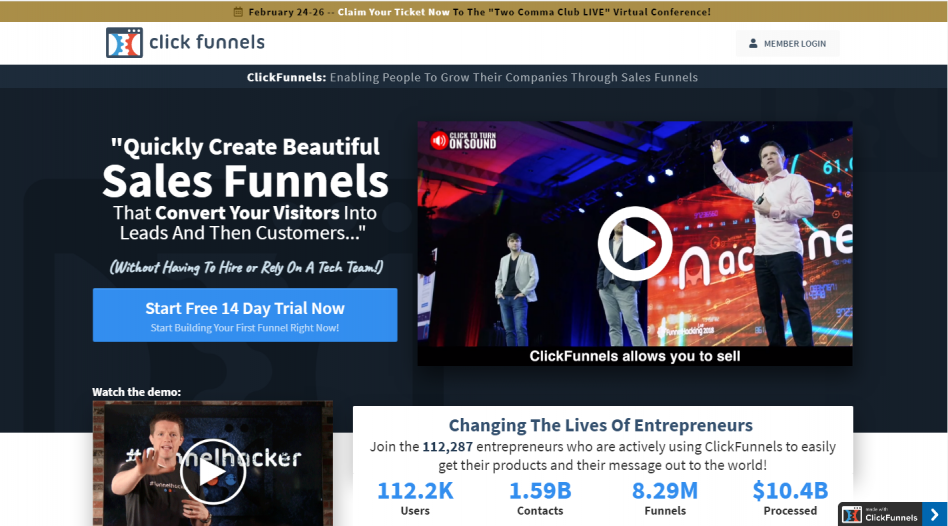 February 24-26 -- Claim Your Ticket Now To The "Two Comma Club LIVE" Virtual Conference!
click funnels
MEMBER LOGIN
ClickFunnels: Enabling People To Grow Their Companies Through Sales Funnels
"Quickly Create Beautiful
Sales Funnels
That Convert Your Visitors Into
Leads And Then Customers..."
(Without Having To Hire or Rely On A Tech Team!)
Start Free 14 Day Trial Now
Start Building Your First Funnel Right Now!
CLICK TO TURN
ON SOUND
61.0
FunnelHacking 2018
ClickFunnels allows you to sell
Watch the demo:
Changing The Lives Of Entrepreneurs
Join the 112,287 entrepreneurs who are actively using ClickFunnels to easily
get their products and their message out to the world!
112.2K 1.59B 8.29M $10.4B
Users Contacts Funnels Processed
made with
ClickFunnels